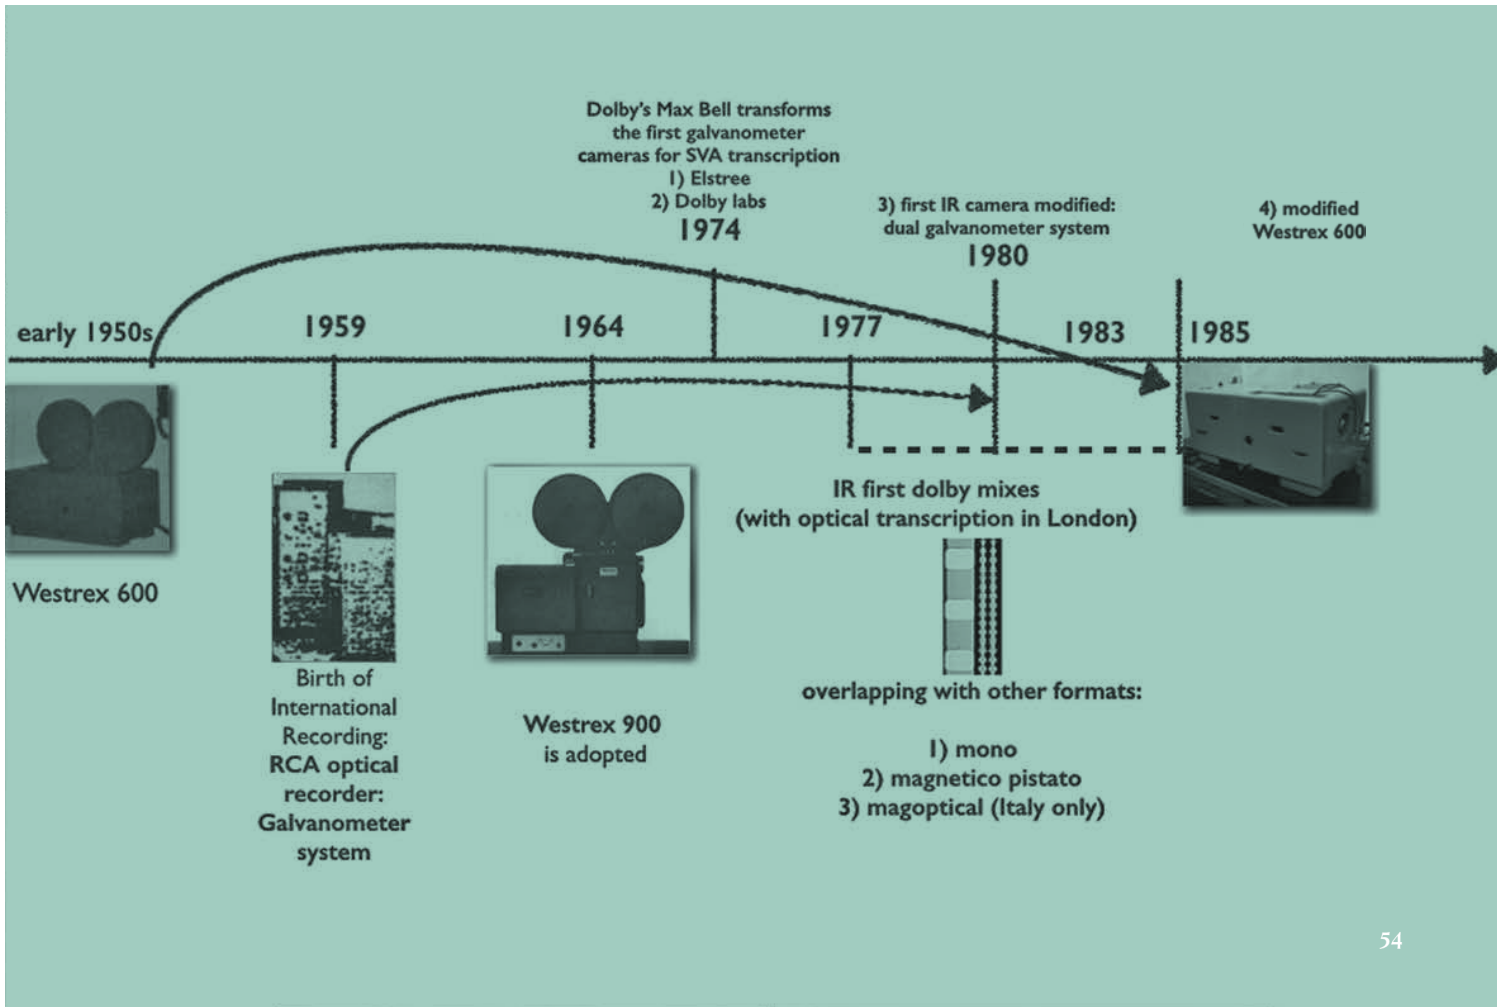 Dolby's Max Bell transforms
the first galvanometer
cameras for SVA transcription
1) Elstree
2) Dolby labs
1974
3) first IR camera modified:
dual galvanometer system
1980
4) modified
Westrex 600
early 1950s
1959
1964
1977
1983
1985
Westrex 600
Birth of
International
Recording:
RCA optical
recorder:
Galvanometer
system
Westrex 900
is adopted
IR first dolby mixes
(with optical transcription in London)
overlapping with other formats:
1) mono
2) magnetico pistato
3) magoptical (Italy only)
54